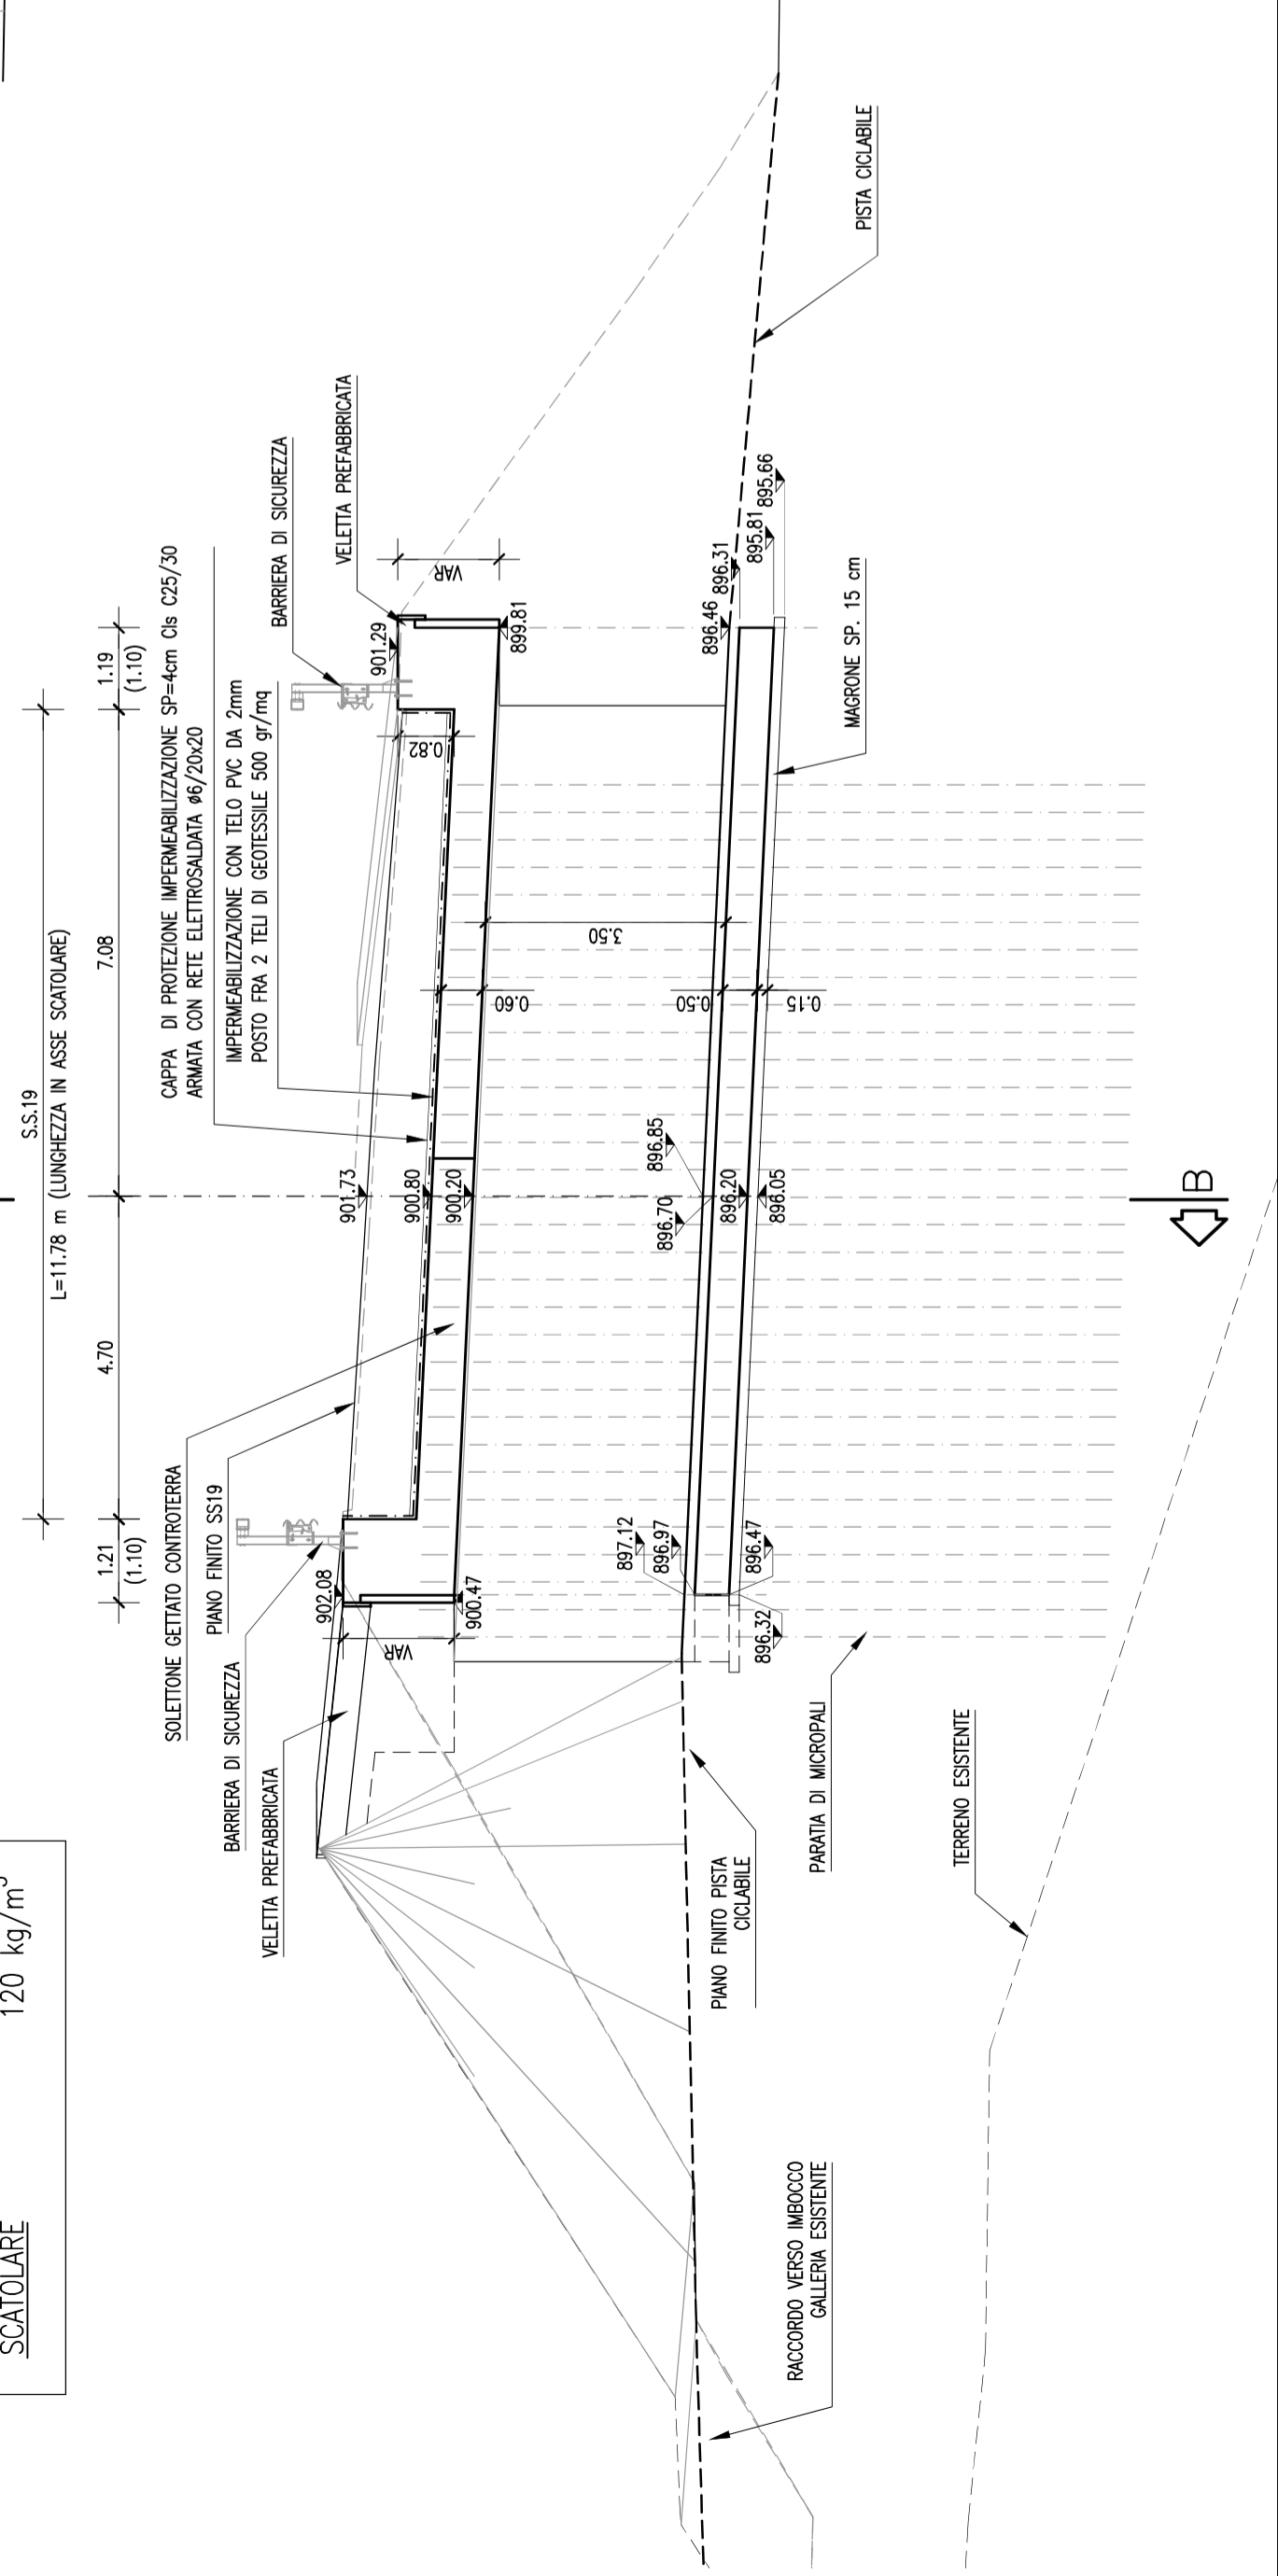 SCATOLARE 120 kg/m³
S.S.19
L=11.78 m (LUNGHEZZA IN ASSE SCATOLARE)
1.21
(1.10)
4.70
7.08
1.19
(1.10)
SOLETTONE GETTATO CONTROTERRA
PIANO FINITO SS19
BARRIERA DI SICUREZZA
VELETTA PREFABBRICATA
CAPPA DI PROTEZIONE IMPERMEABILIZZAZIONE SP=4cm Cls C25/30
ARMATA CON RETE ELETTROSALDATA ø6/20x20
IMPERMEABILIZZAZIONE CON TELO PVC DA 2mm
POSTO FRA 2 TELI DI GEOTESSILE 500 gr/mq
BARRIERA DI SICUREZZA
VELETTA PREFABBRICATA
902.08
901.73
901.29
VAR
0.82
VAR
900.80
900.20
900.47
899.81
0.60
3.50
0.50
0.15
897.12
896.97
896.47
896.32
896.85
896.70
896.20
896.05
896.46
896.31
895.81
895.66
MAGRONE SP. 15 cm
PISTA CICLABILE
PIANO FINITO PISTA
CICLABILE
RACCORDO VERSO IMBOCCO
GALLERIA ESISTENTE
PARATIA DI MICROPALI
TERRENO ESISTENTE
B